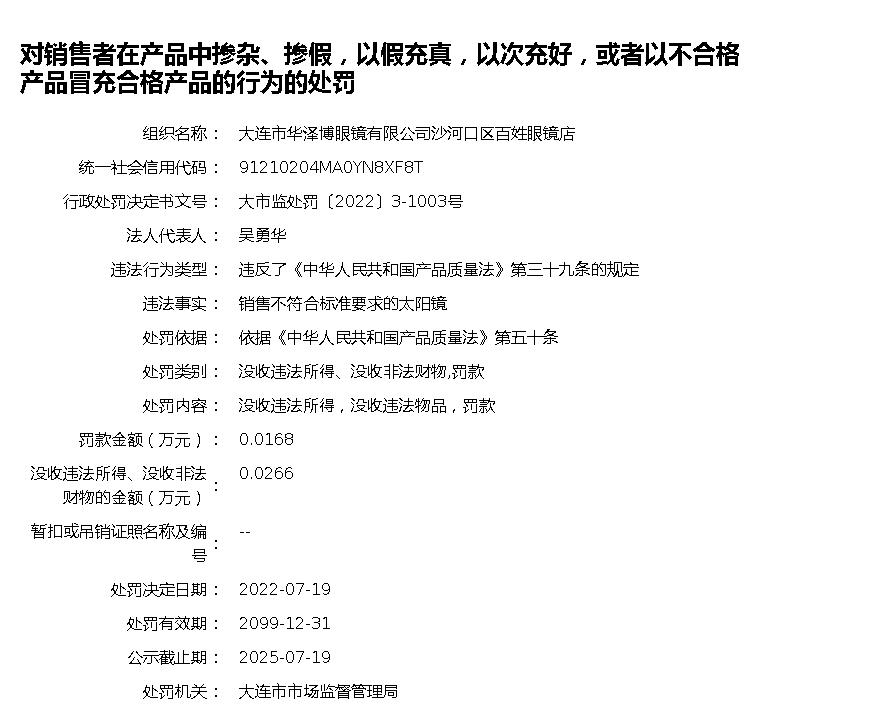 对销售者在产品中掺杂、掺假，以假充真，以次充好，或者以不合格
产品冒充合格产品的行为的处罚
组织名称： 大连市华泽博眼镜有限公司沙河口区百姓眼镜店
统一社会信用代码： 91210204MA0YN8XF8T
行政处罚决定书文号： 大市监处罚〔2022〕3-1003号
法人代表人： 吴勇华
违法行为类型： 违反了《中华人民共和国产品质量法》第三十九条的规定
违法事实： 销售不符合标准要求的太阳镜
处罚依据： 依据《中华人民共和国产品质量法》第五十条
处罚类别： 没收违法所得、没收非法财物,罚款
处罚内容： 没收违法所得，没收违法物品，罚款
罚款金额（万元）： 0.0168
没收违法所得、没收非法
财物的金额（万元）： 0.0266
暂扣或吊销证照名称及编
号： --
处罚决定日期： 2022-07-19
处罚有效期： 2099-12-31
公示截止期： 2025-07-19
处罚机关： 大连市市场监督管理局